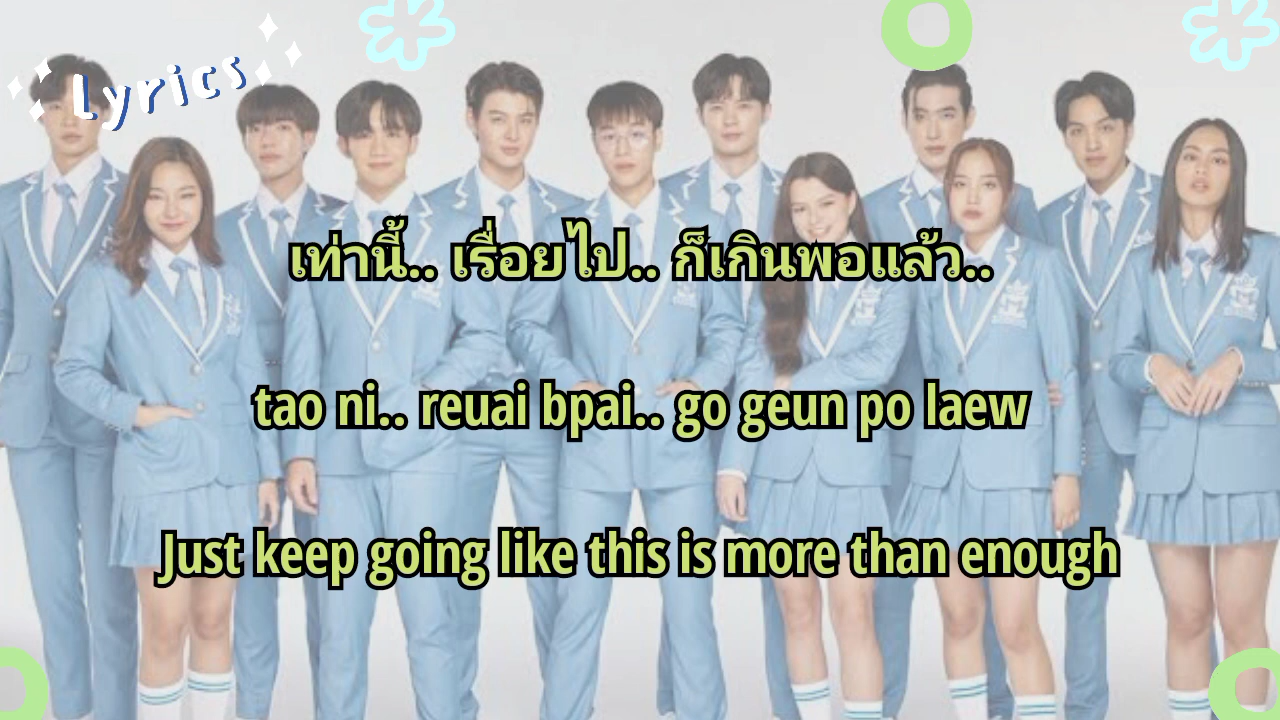 Lyrics
เท่านี้.. เรื่อยไป.. ก็เกินพอแล้ว..
tao ni.. reuai bpai.. go geun po laew
Just keep going like this is more than enough